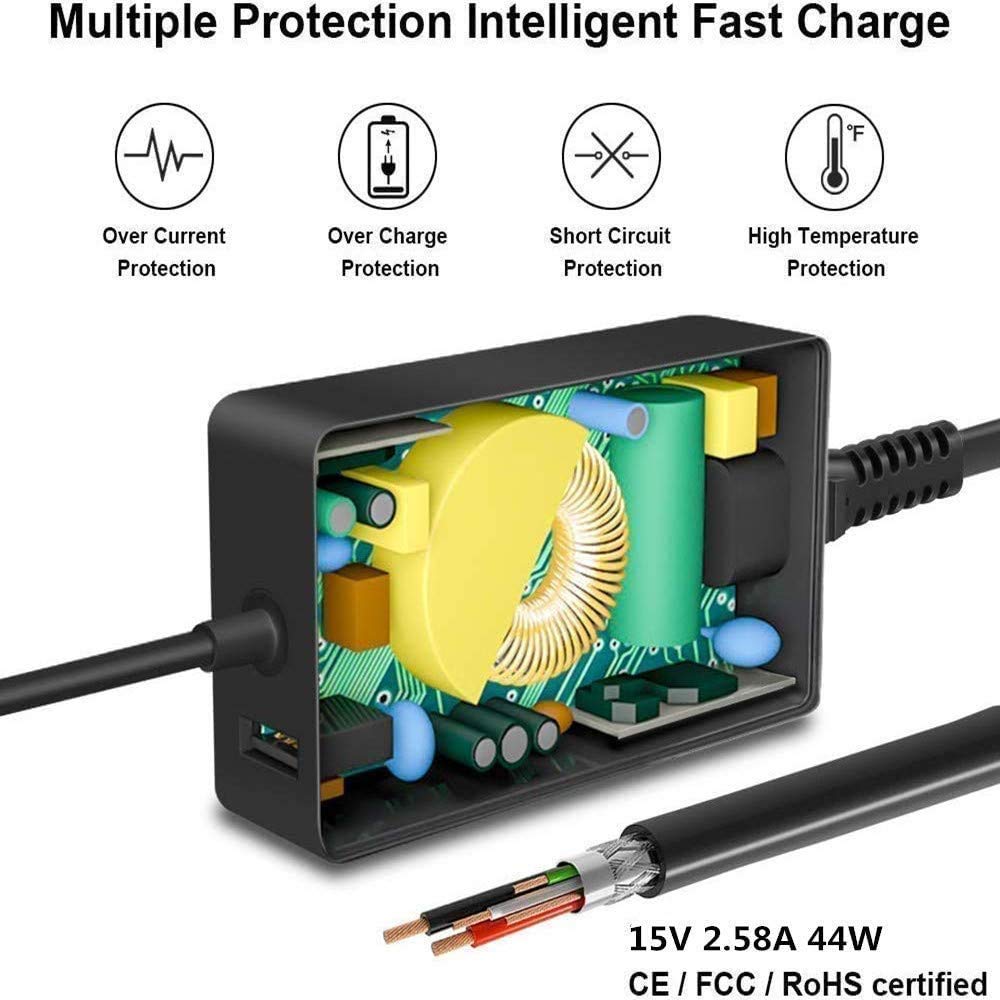 Multiple Protection Intelligent Fast Charge
°F
Over Current
Protection
Over Charge
Protection
Short Circuit
Protection
High Temperature
Protection
15V 2.58A 44W
CE / FCC / RoHS certified